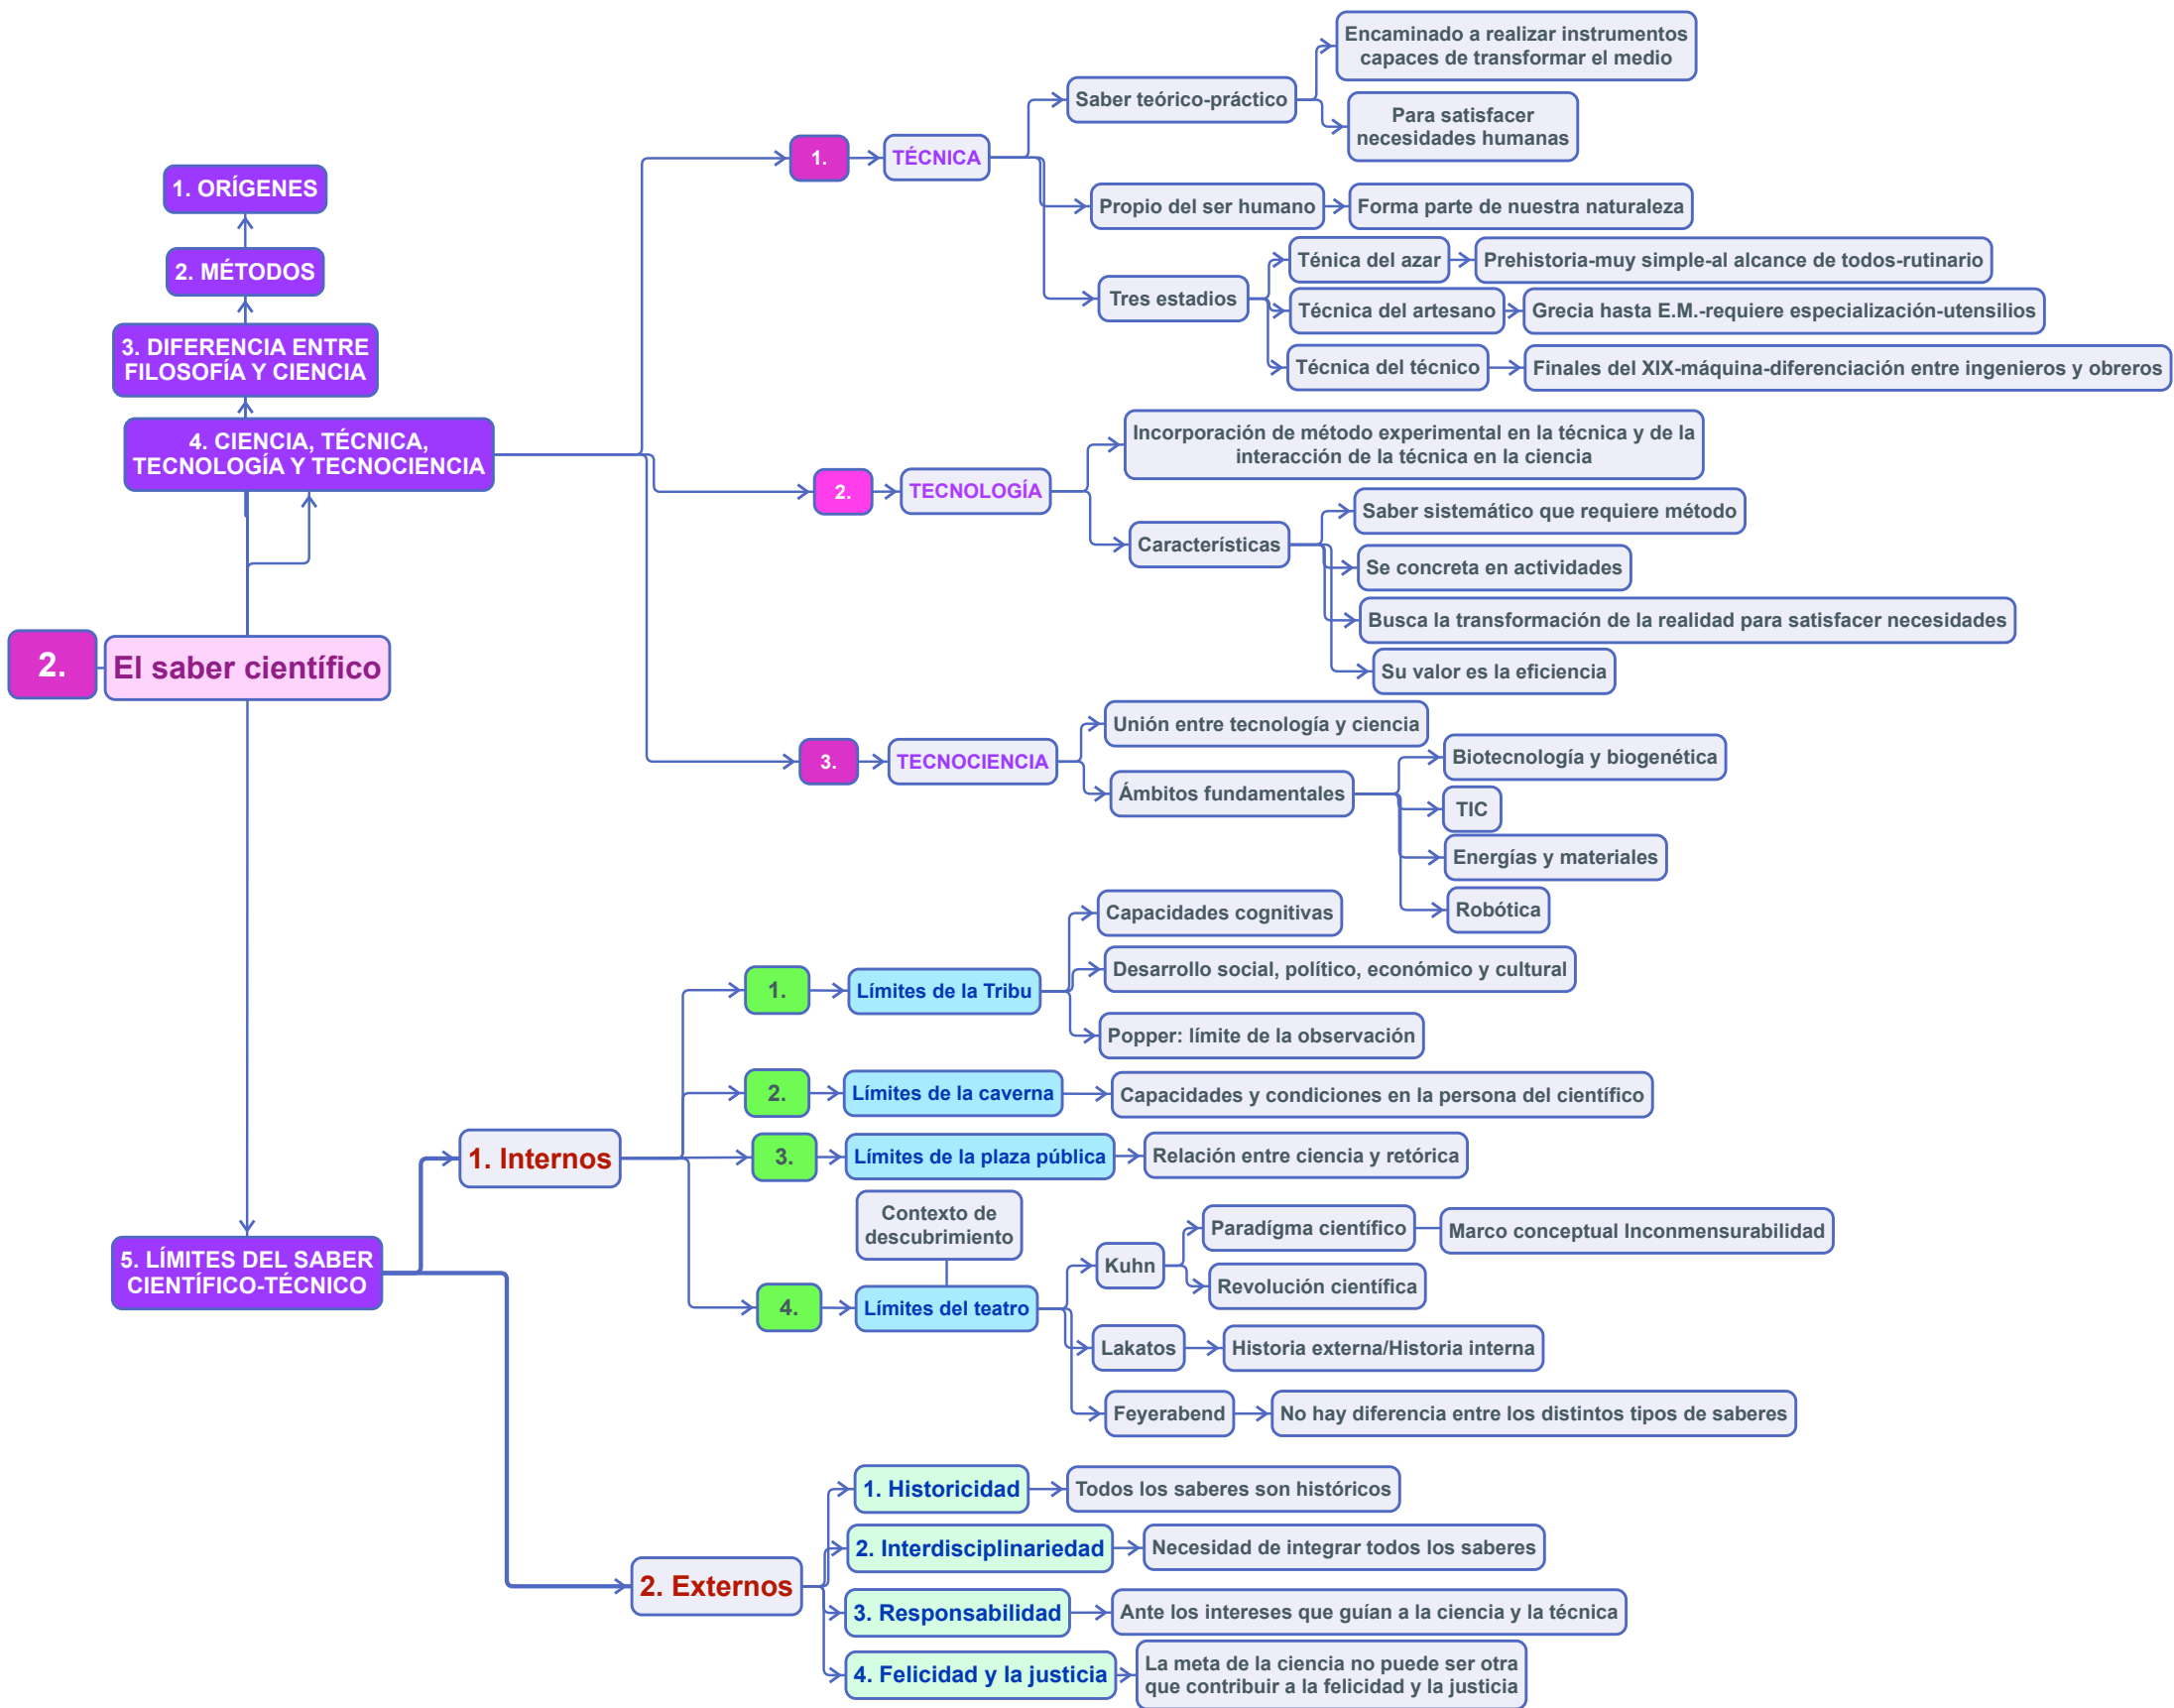 2.
El saber científico
1. ORÍGENES
2. MÉTODOS
3. DIFERENCIA ENTRE
FILOSOFÍA Y CIENCIA
4. CIENCIA, TÉCNICA,
TECNOLOGÍA Y TECNOCIENCIA
1.
TÉCNICA
Saber teórico-práctico
Encaminado a realizar instrumentos
capaces de transformar el medio
Para satisfacer
necesidades humanas
Propio del ser humano
Forma parte de nuestra naturaleza
Tres estadios
Ténica del azar
Prehistoria-muy simple-al alcance de todos-rutinario
Técnica del artesano
Grecia hasta E.M.-requiere especialización-utensilios
Técnica del técnico
Finales del XIX-máquina-diferenciación entre ingenieros y obreros
2.
TECNOLOGÍA
Incorporación de método experimental en la técnica y de la
interacción de la técnica en la ciencia
Características
Saber sistemático que requiere método
Se concreta en actividades
Busca la transformación de la realidad para satisfacer necesidades
Su valor es la eficiencia
3.
TECNOCIENCIA
Unión entre tecnología y ciencia
Ámbitos fundamentales
Biotecnología y biogenética
TIC
Energías y materiales
Robótica
5. LÍMITES DEL SABER
CIENTÍFICO-TÉCNICO
1. Internos
1.
Límites de la Tribu
Capacidades cognitivas
Desarrollo social, político, económico y cultural
Popper: límite de la observación
2.
Límites de la caverna
Capacidades y condiciones en la persona del científico
3.
Límites de la plaza pública
Relación entre ciencia y retórica
Contexto de
descubrimiento
4.
Límites del teatro
Kuhn
Paradígma científico
Marco conceptual Inconmensurabilidad
Revolución científica
Lakatos
Historia externa/Historia interna
Feyerabend
No hay diferencia entre los distintos tipos de saberes
2. Externos
1. Historicidad
Todos los saberes son históricos
2. Interdisciplinariedad
Necesidad de integrar todos los saberes
3. Responsabilidad
Ante los intereses que guían a la ciencia y la técnica
4. Felicidad y la justicia
La meta de la ciencia no puede ser otra
que contribuir a la felicidad y la justicia